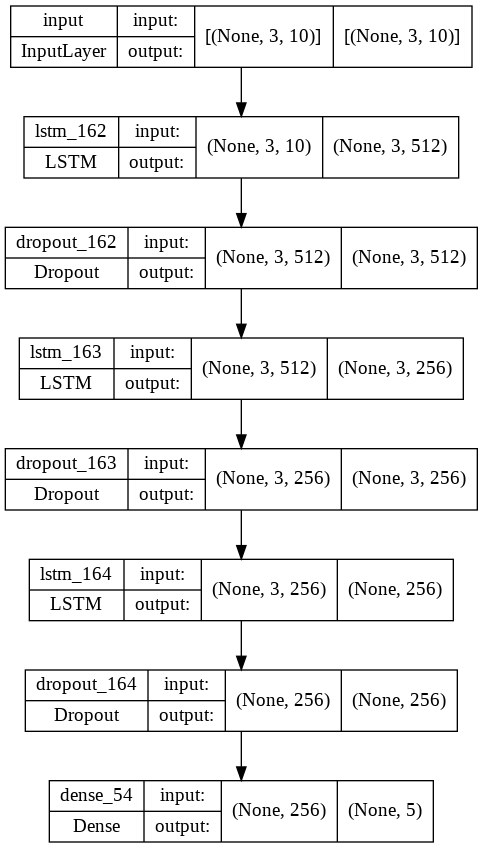 input input: [(None, 3, 10)] [(None, 3, 10)]
InputLayer output:
lstm_162 input: (None, 3, 10) (None, 3, 512)
LSTM output:
dropout_162 input: (None, 3, 512) (None, 3, 512)
Dropout output:
lstm_163 input: (None, 3, 512) (None, 3, 256)
LSTM output:
dropout_163 input: (None, 3, 256) (None, 3, 256)
Dropout output:
lstm_164 input: (None, 3, 256) (None, 256)
LSTM output:
dropout_164 input: (None, 256) (None, 256)
Dropout output:
dense_54 input: (None, 256) (None, 5)
Dense output: